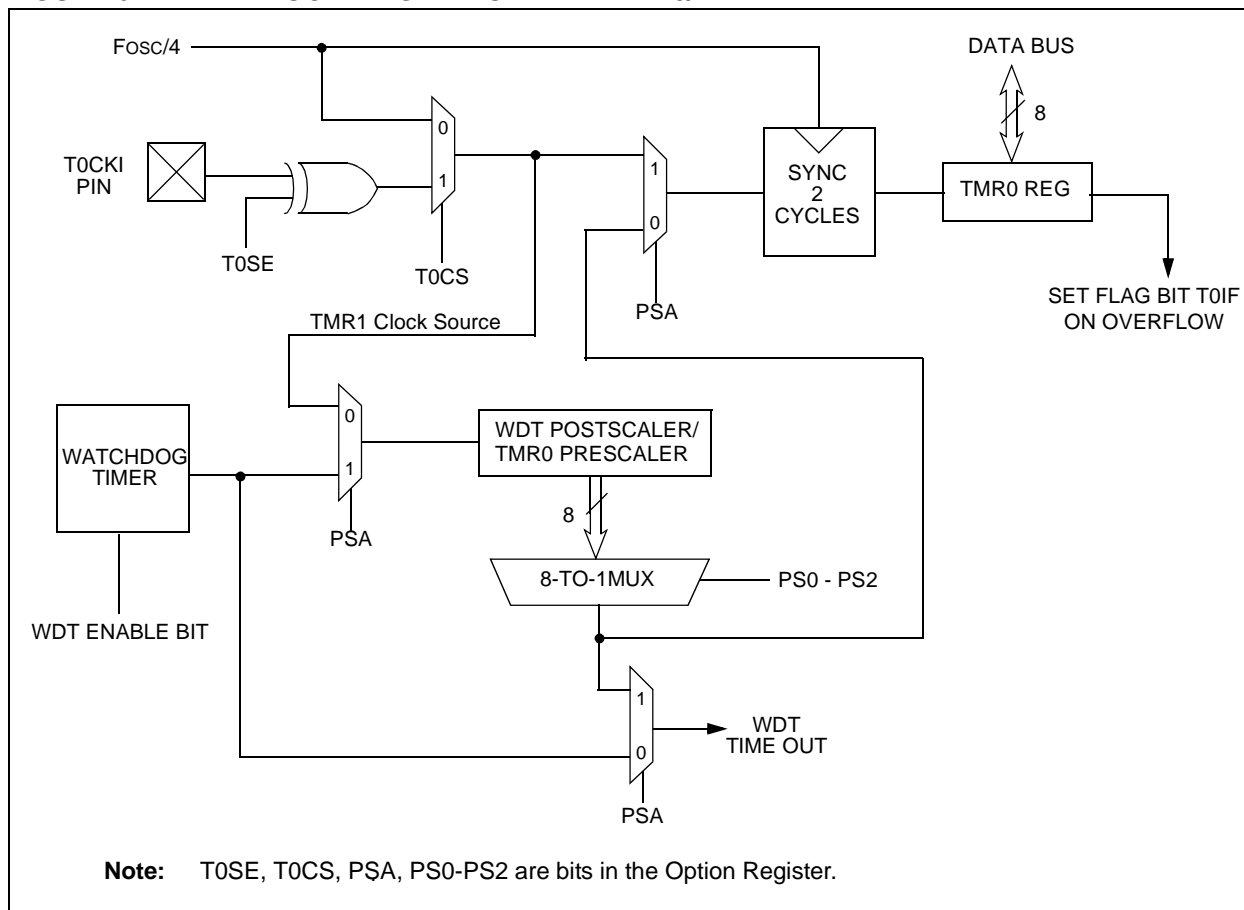 Fosc/4
DATA BUS
8
T0CKI
PIN
0
1
1
0
SYNC
2
CYCLES
TMR0 REG
T0SE
T0CS
PSA
SET FLAG BIT T0IF
ON OVERFLOW
TMR1 Clock Source
WATCHDOG
TIMER
0
1
WDT POSTSCALER/
TMR0 PRESCALER
PSA
8
8-TO-1MUX
PS0 - PS2
WDT ENABLE BIT
1
0
WDT
TIME OUT
PSA
Note: T0SE, T0CS, PSA, PS0-PS2 are bits in the Option Register.